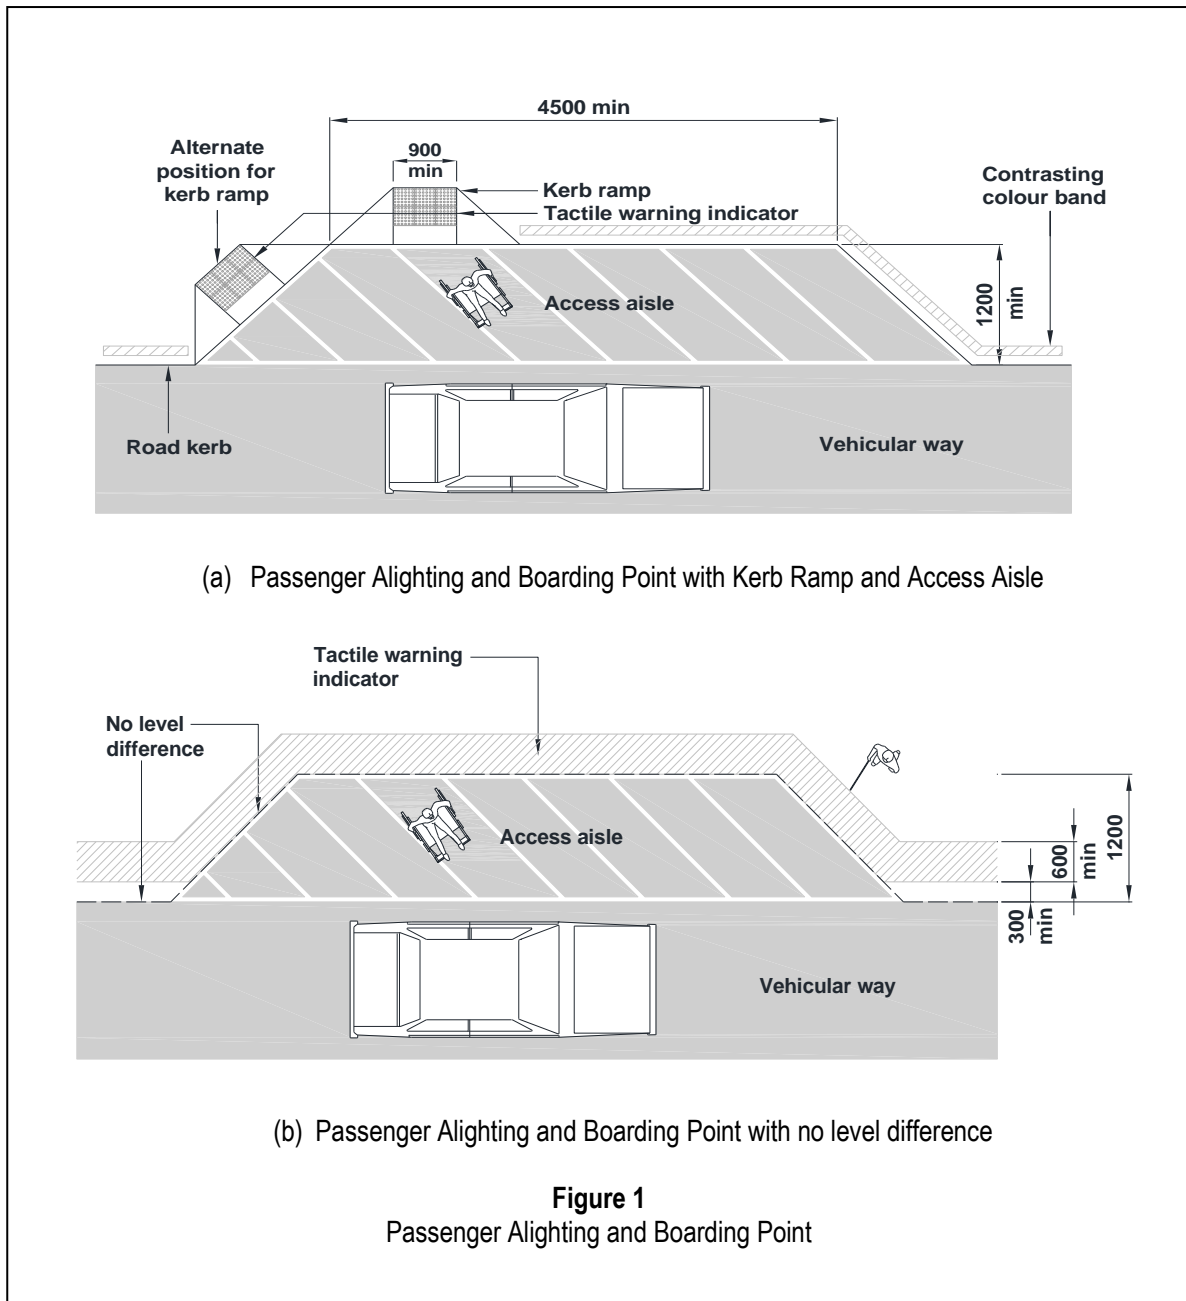 4500 min
Alternate
position for
kerb ramp
900
min
Kerb ramp
Tactile warning indicator
Contrasting
colour band
Access aisle
1200
min
Road kerb
Vehicular way
(a) Passenger Alighting and Boarding Point with Kerb Ramp and Access Aisle
Tactile warning
indicator
No level
difference
Access aisle
600
min
1200
300
min
Vehicular way
(b) Passenger Alighting and Boarding Point with no level difference
Figure 1
Passenger Alighting and Boarding Point